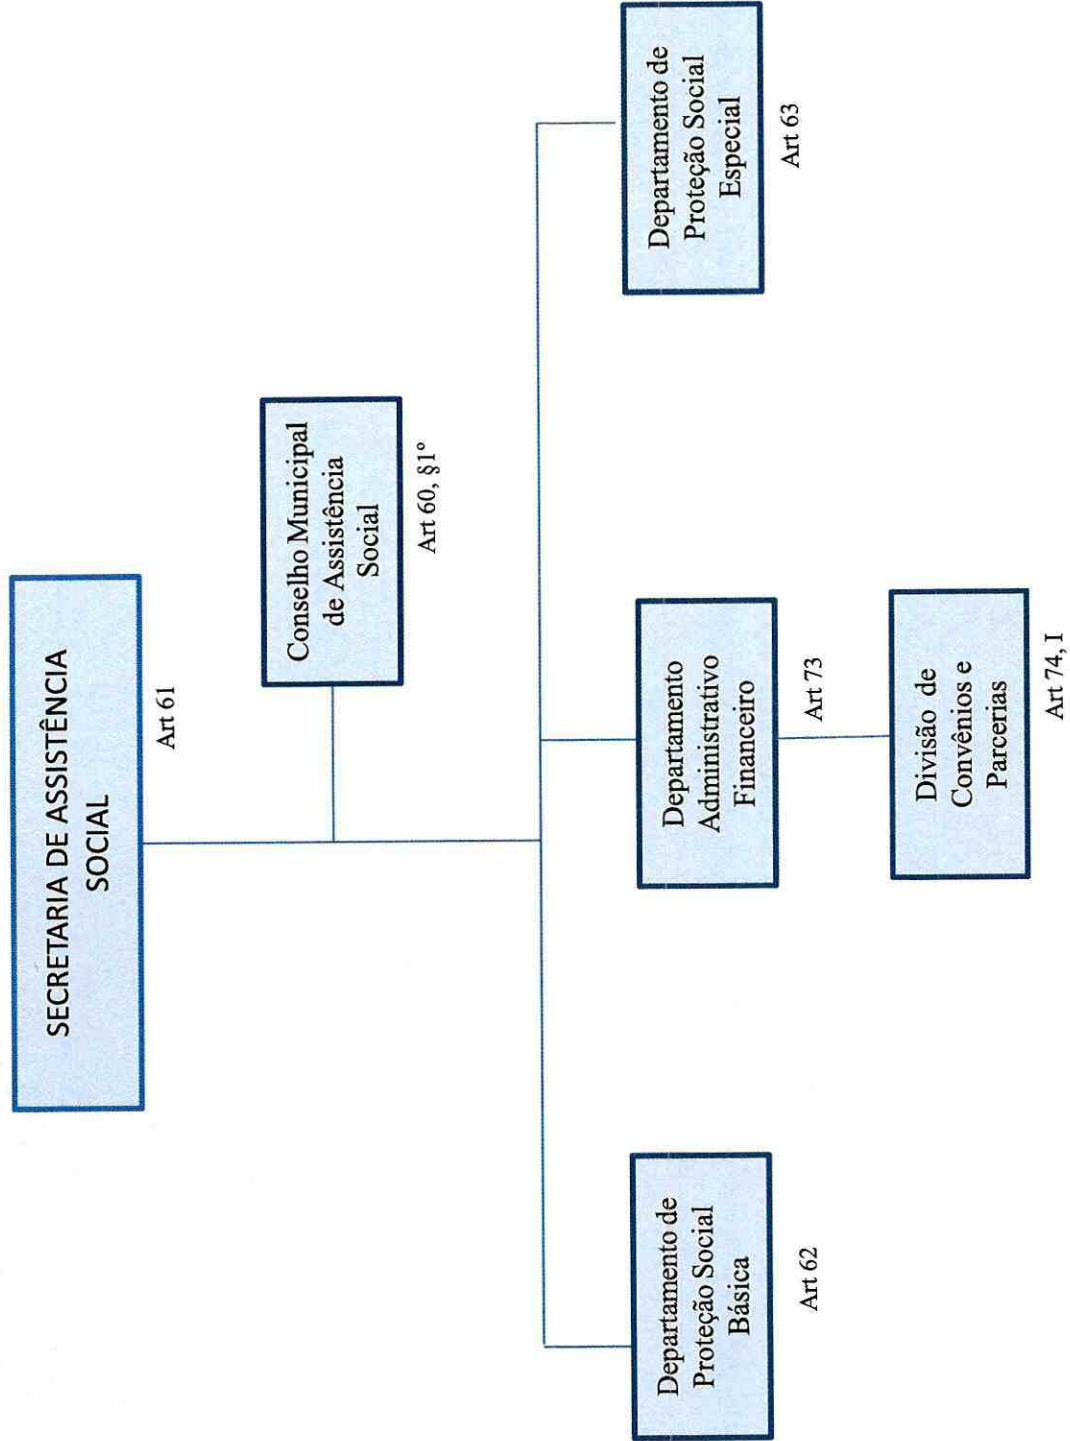 SECRETARIA DE ASSISTÊNCIA
SOCIAL
Art 61
Conselho Municipal
de Assistência
Social
Art 60, §1º
Departamento de
Proteção Social
Básica
Art 62
Departamento
Administrativo
Financeiro
Art 73
Divisão de
Convênios e
Parcerias
Art 74, I
Departamento de
Proteção Social
Especial
Art 63